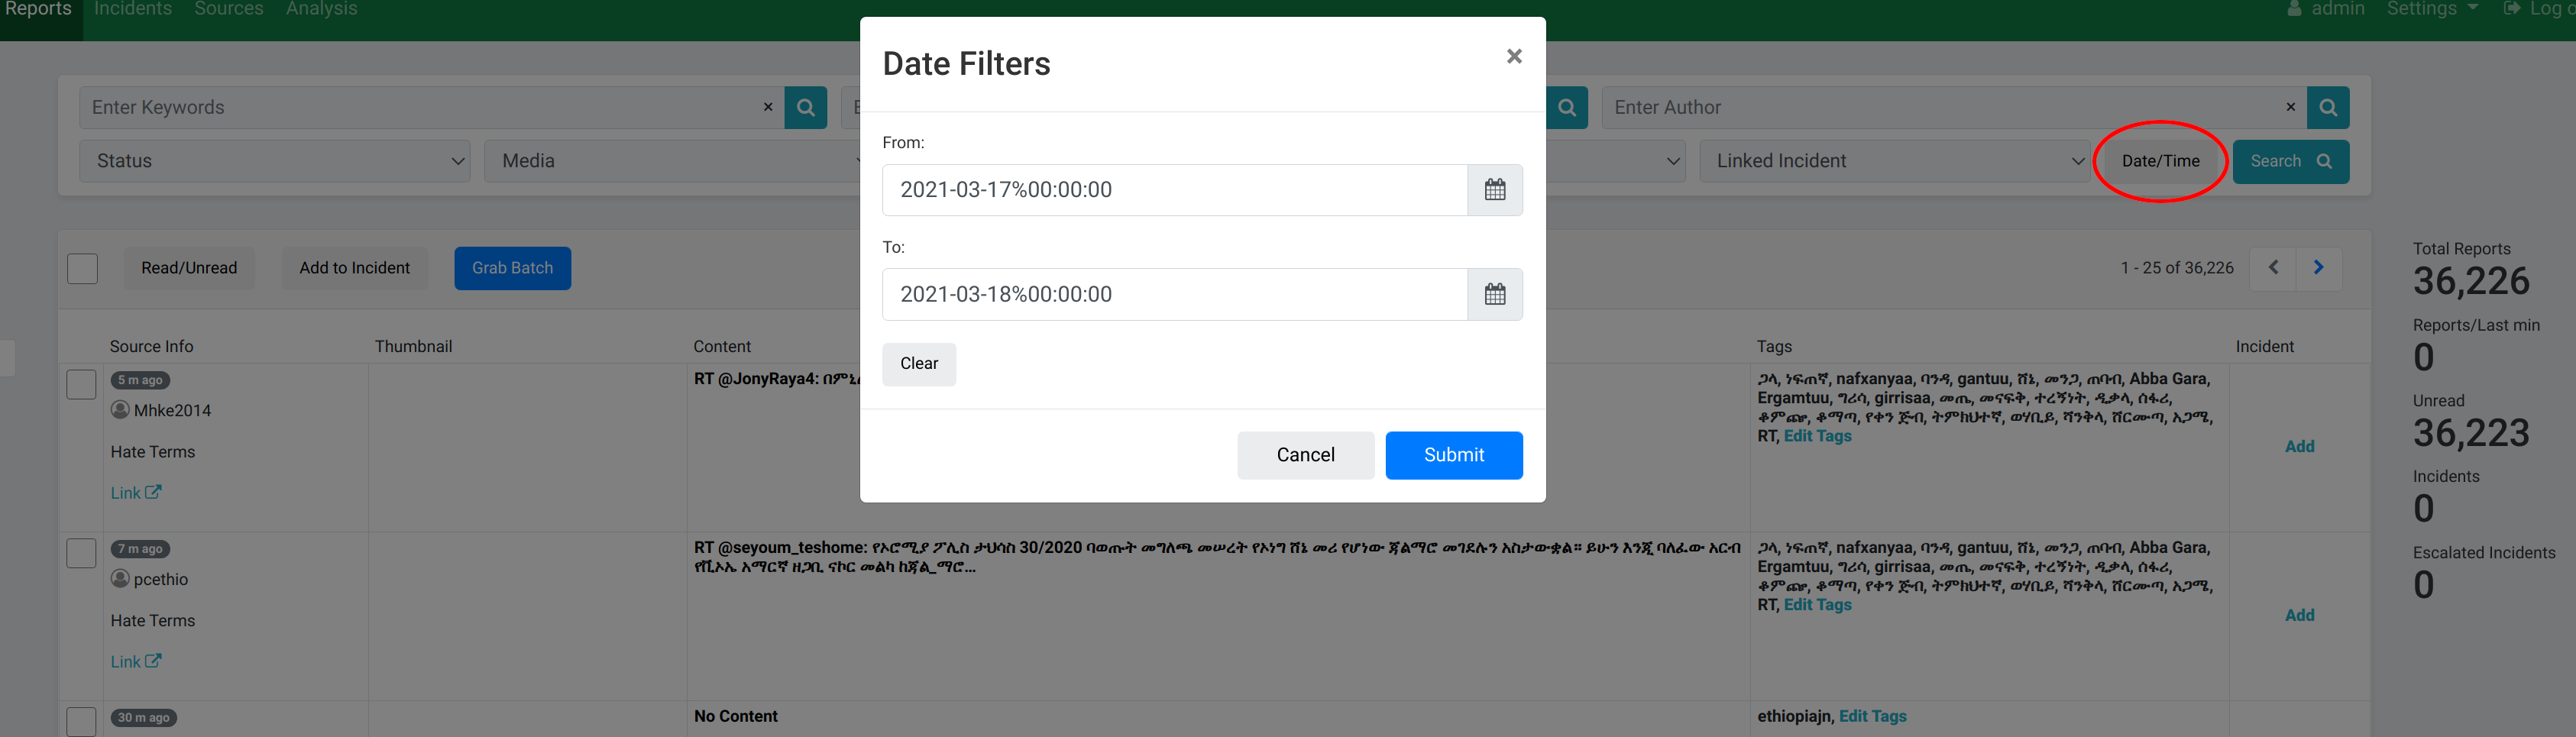 Reports Incidents Sources Analysis
admin Settings Log o
Date Filters
×
Enter Keywords ×
Enter Author ×
From:
2021-03-17%00:00:00
Status
Media
Linked Incident
Date/Time
Search
To:
2021-03-18%00:00:00
Clear
Cancel
Submit
Read/Unread
Add to Incident
Grab Batch
1 - 25 of 36,226
Total Reports
36,226
Reports/Last min
0
Unread
36,223
Incidents
0
Escalated Incidents
0
Source Info Thumbnail Content Tags Incident
5 m ago
Mhke2014
Hate Terms
Link
RT @JonyRaya4:
ጋላ, ነፍጠኛ, nafxanyaa, ባንዳ, gantuu, ሸኔ, መንጋ, ጠባብ, Abba Gara,
Ergamtuu, ግሪሳ, girrisaa, መጤ, መናፍቅ, ተረኝነት, ዲቃላ, ሰፋሪ,
ቆምጬ, ቆማጣ, የቀን ጅብ, ትምክህተኛ, ወሃቢይ, ሻንቅላ, ሸርሙጣ, አጋሜ,
RT, Edit Tags
Add
7 m ago
pcethio
Hate Terms
Link
RT @seyoum_teshome: የኦሮሚያ ፖሊስ ታህሳስ 30/2020 ባወጡት መግለጫ መሠረት የኦነግ ሸኔ መሪ የሆነው ጃልማሮ መገደሉን አስታውቋል። ይሁን እንጂ ባለፈው አርብ
የቪኦኤ አማርኛ ዘጋቢ ናኮር መልካ ከጃል_ማሮ...
ጋላ, ነፍጠኛ, nafxanyaa, ባንዳ, gantuu, ሸኔ, መንጋ, ጠባብ, Abba Gara,
Ergamtuu, ግሪሳ, girrisaa, መጤ, መናፍቅ, ተረኝነት, ዲቃላ, ሰፋሪ,
ቆምጬ, ቆማጣ, የቀን ጅብ, ትምክህተኛ, ወሃቢይ, ሻንቅላ, ሸርሙጣ, አጋሜ,
RT, Edit Tags
Add
30 m ago
No Content
ethiopiajn, Edit Tags